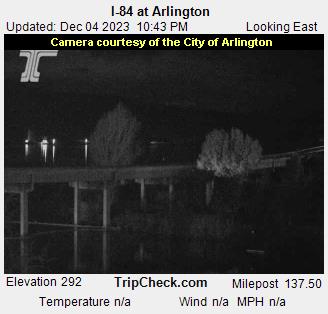 I-84 at Arlington
Updated: Dec 04 2023 10:43 PM Looking East
Camera courtesy of the City of Arlington
Elevation 292 TripCheck.com Milepost 137.50
Temperature n/a Wind n/a MPH n/a